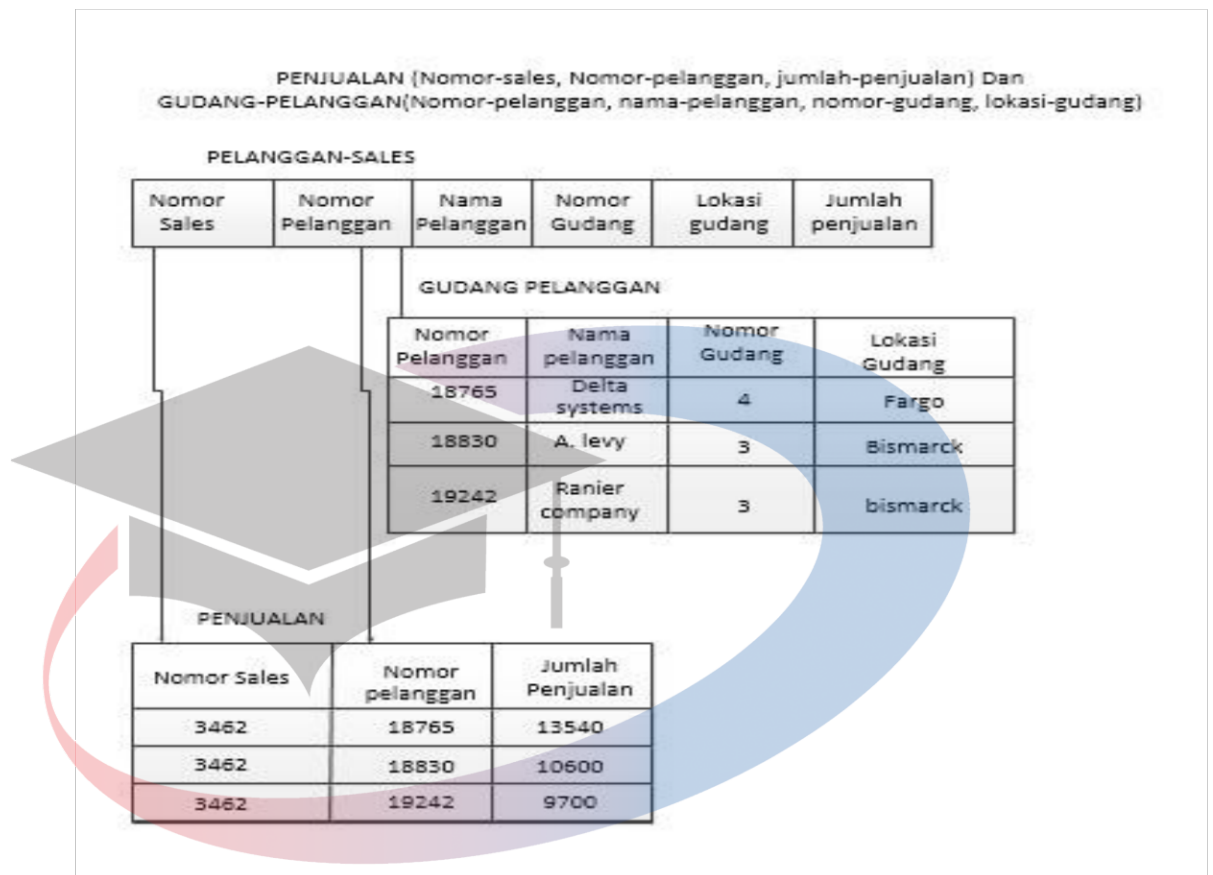 PENJUALAN (Nomor-sales, Nomor-pelanggan, jumlah-penjualan) Dan
GUDANG-PELANGGAN(Nomor-pelanggan, nama-pelanggan, nomor-gudang, lokasi-gudang)
PELANGGAN-SALES
Nomor Sales Nomor Pelanggan Nama Pelanggan Nomor Gudang Lokasi gudang Jumlah penjualan
GUDANG PELANGGAN
Nomor Pelanggan Nama pelanggan Nomor Gudang Lokasi Gudang
18765 Delta systems 4 Fargo
18830 A. levy 3 Bismarck
19242 Ranier company 3 bismarck
PENJUALAN
Nomor Sales Nomor pelanggan Jumlah Penjualan
3462 18765 13540
3462 18830 10600
3462 19242 9700